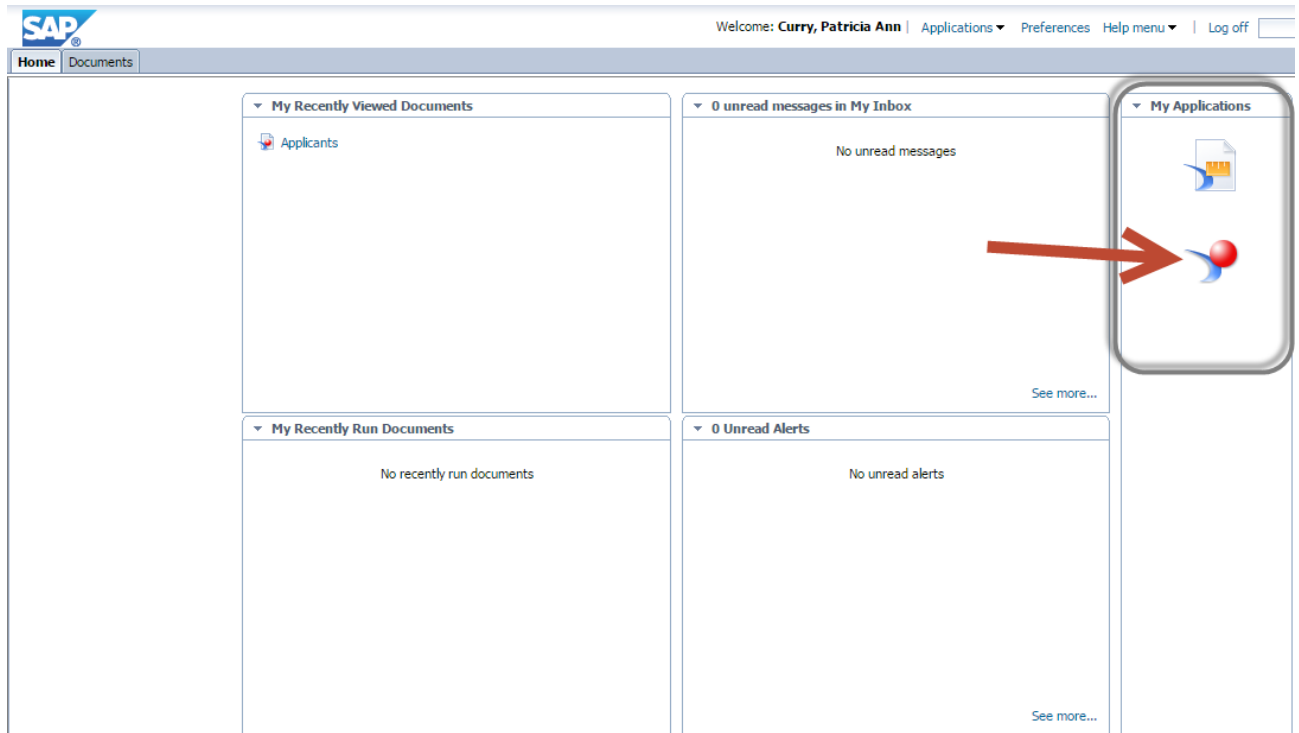 SAP®
Welcome: Curry, Patricia Ann | Applications Preferences Help menu | Log off
Home Documents
My Recently Viewed Documents
Applicants
0 unread messages in My Inbox
No unread messages
See more...
My Applications
My Recently Run Documents
No recently run documents
0 Unread Alerts
No unread alerts
See more...